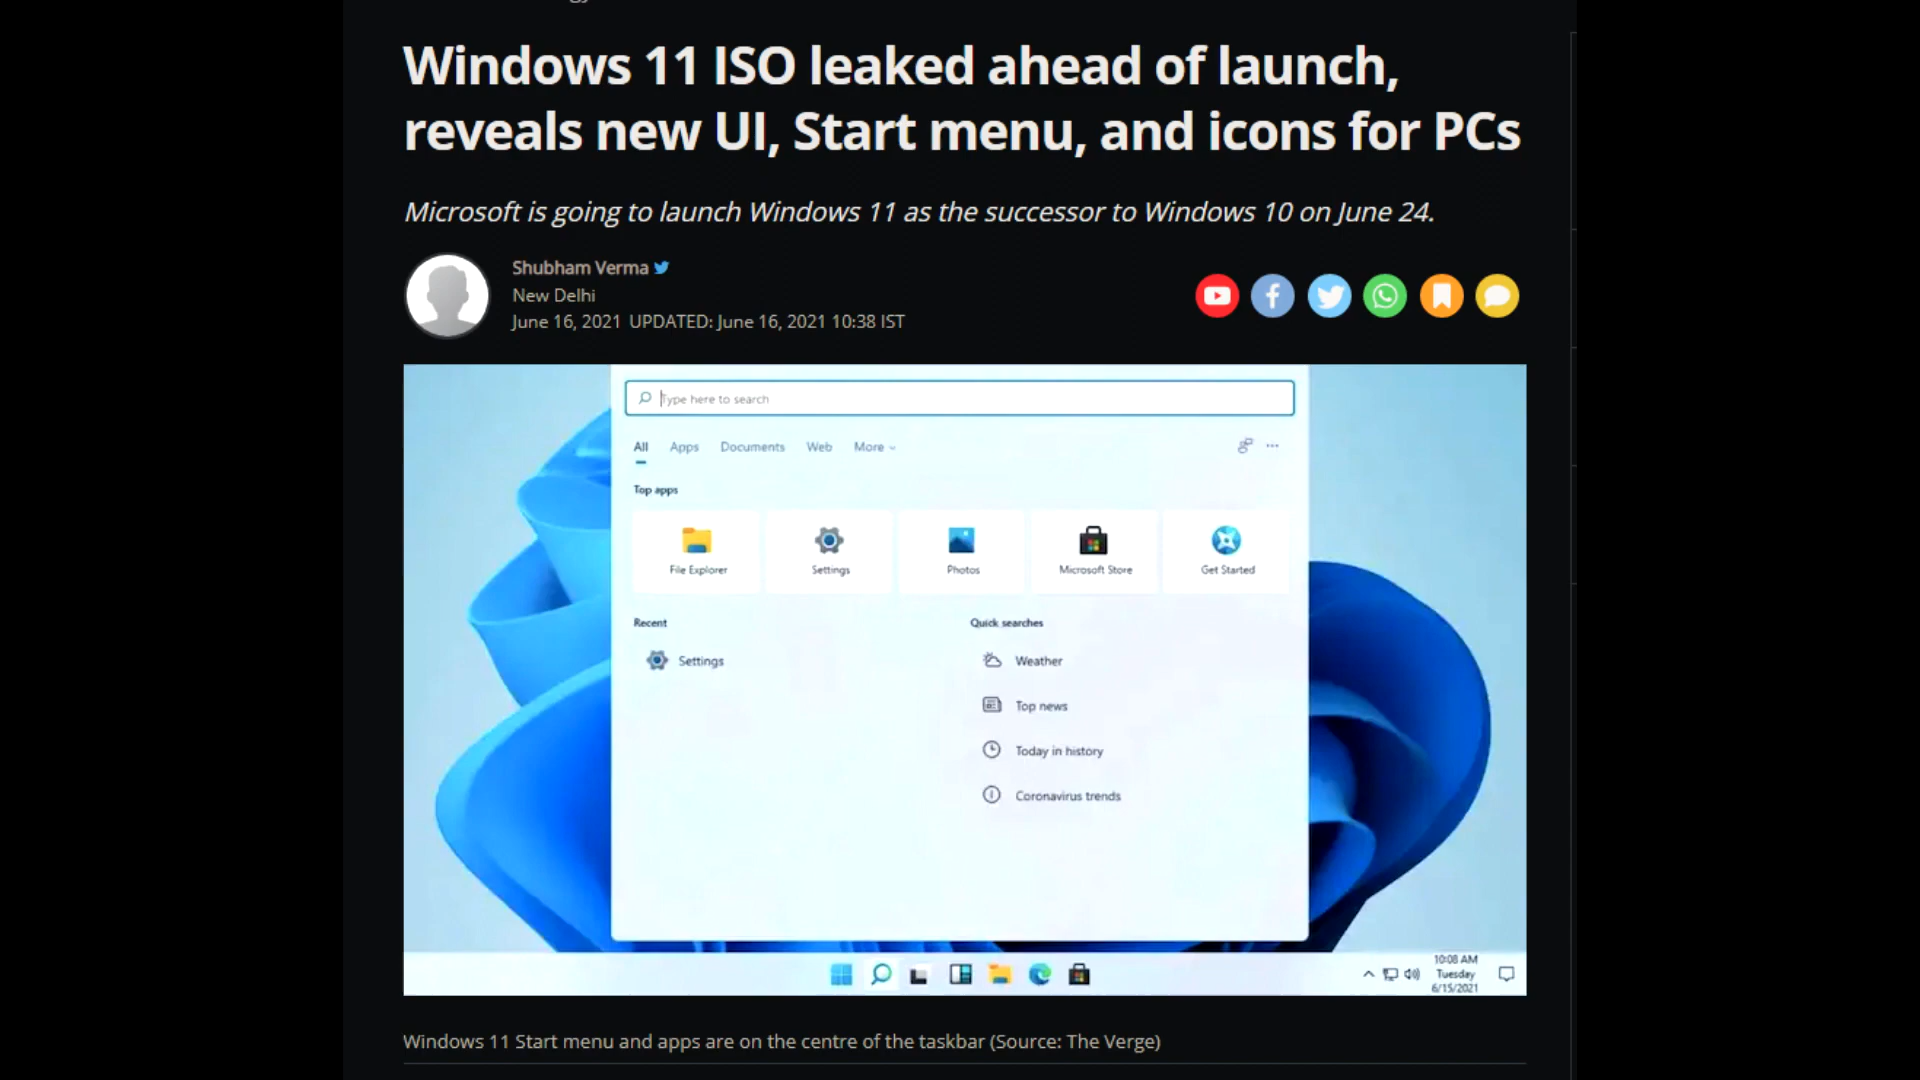 Windows 11 ISO leaked ahead of launch,
reveals new UI, Start menu, and icons for PCs
Microsoft is going to launch Windows 11 as the successor to Windows 10 on June 24.
Shubham Verma
New Delhi
June 16, 2021 UPDATED: June 16, 2021 10:38 IST
Type here to search
All Apps Documents Web More
Top apps
File Explorer Settings Photos Microsoft Store Get Started
Recent Quick searches
Settings Weather
Top news
Today in history
Coronavirus trends
10:08 AM
Tuesday
6/15/2021
Windows 11 Start menu and apps are on the centre of the taskbar (Source: The Verge)